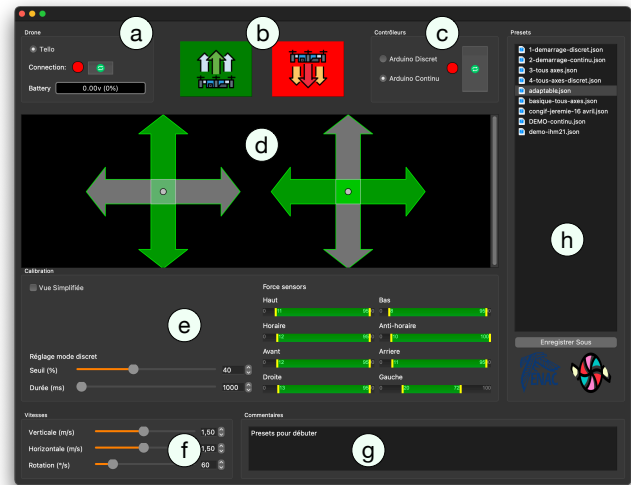 Drone
a
Tello
Connection:
Battery
0.00v (0%)
b
Contrôleurs
c
Arduino Discret
Arduino Continu
Presets
1-demarrage-discret.json
2-demarrage-continu.json
3-tous axes.json
4-tous-axes-discret.json
adaptable.json
basique-tous-axes.json
congif-jeremie-16 avril.json
DEMO-continu.json
demo-ihm21.json
h
Enregistrer Sous
ENAC
d
Calibration
Vue Simplifiée
e
Réglage mode discret
Seuil (%)
40
Durée (ms)
1000
Force sensors
Haut
Bas
Horaire
Anti-horaire
Avant
Arriere
Droite
Gauche
Vitesses
Verticale (m/s)
1,50
Horizontale (m/s)
1,50
Rotation (°/s)
60
f
Commentaires
Presets pour débuter
g